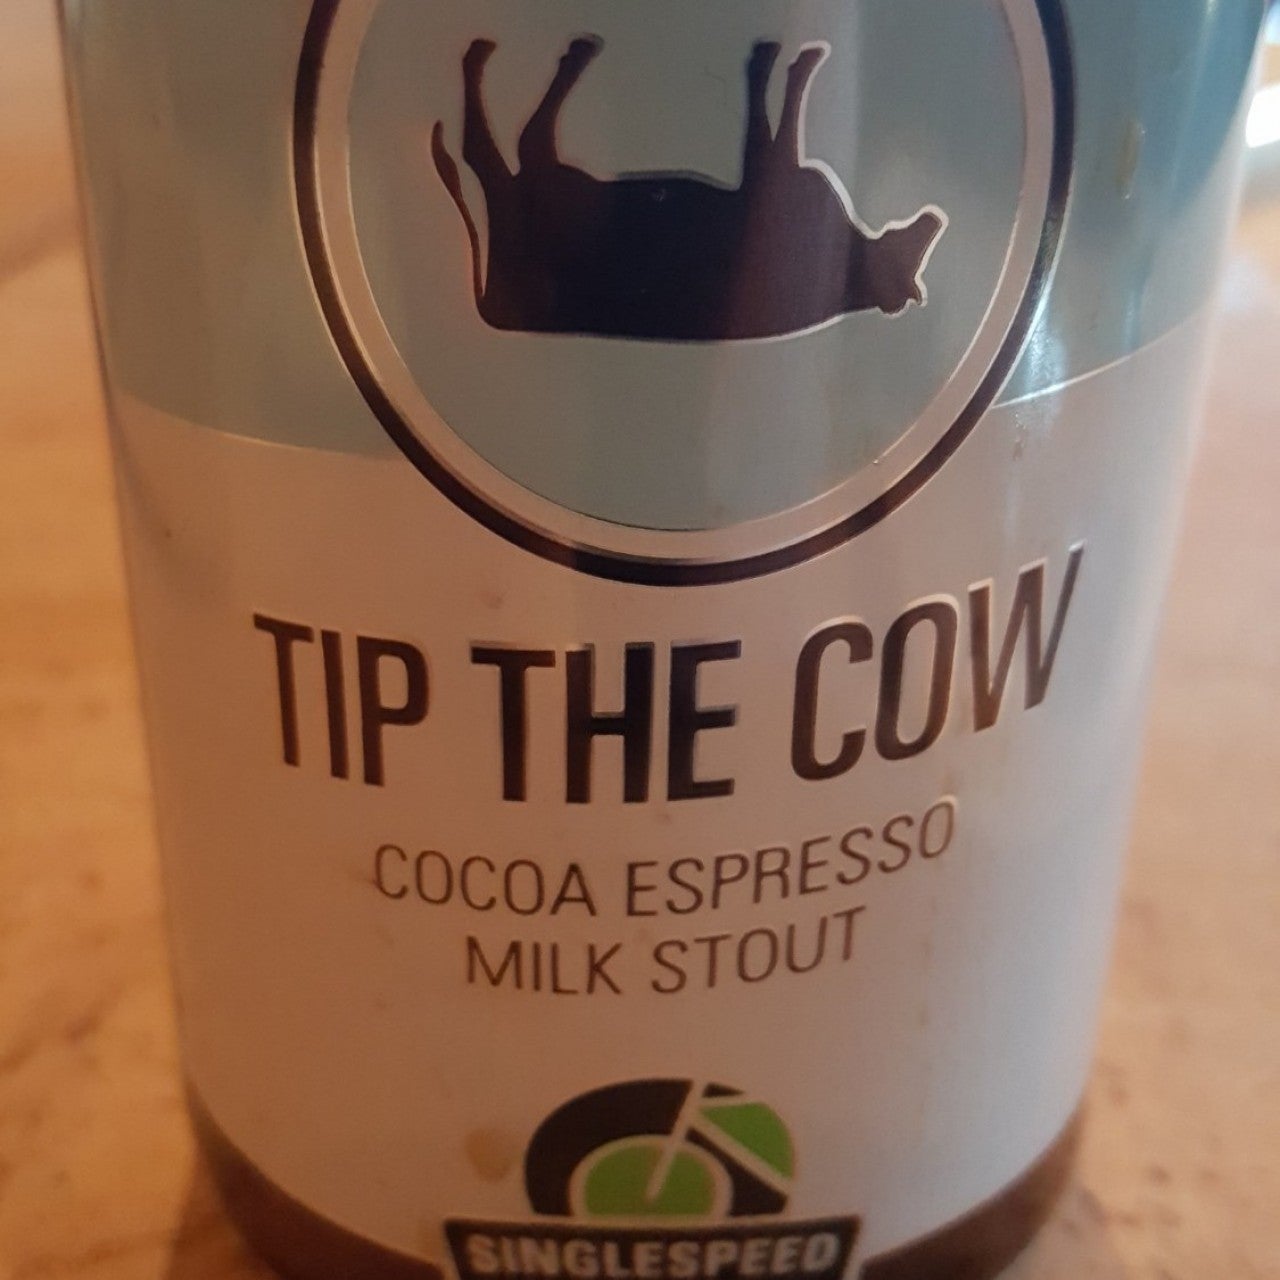 TIP THE COW
COCOA ESPRESSO
MILK STOUT
SINGLESPEED